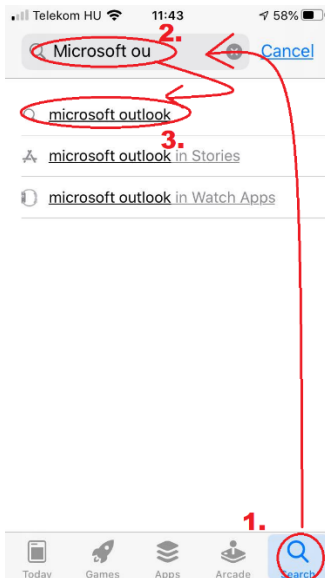 Telekom HU 11:43 58%
2.
Microsoft ou Cancel
microsoft outlook
3.
microsoft outlook in Stories
microsoft outlook in Watch Apps
1.
Today Games Apps Arcade Search